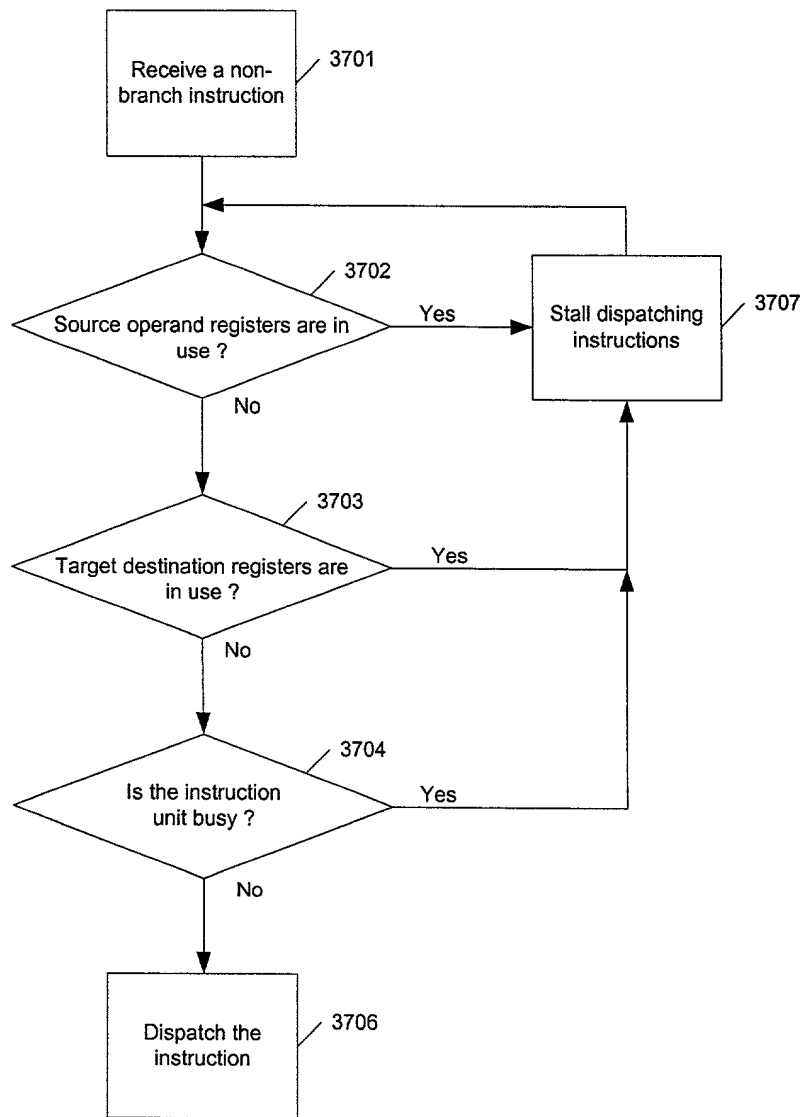 Receive a non-
branch instruction
3701
3702
Source operand registers are in
use ?
Yes
No
Stall dispatching
instructions
3707
3703
Target destination registers are
in use ?
Yes
No
3704
Is the instruction
unit busy ?
Yes
No
Dispatch the
instruction
3706